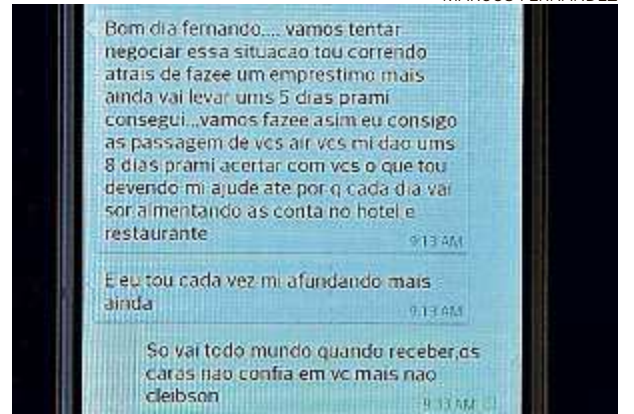 MARCOS FERNANDEZ
Bom dia fernando.... vamos tentar
negociar essa situacao tou correndo
atrais de fazee um emprestimo mais
ainda vai levar ums 5 dias prami
consegui...vamos fazee asim eu consigo
as passagem de vcs air vcs mi dao ums
8 dias prami acertar com vcs o que tou
devendo mi ajude ate por q cada dia vai
sor almentando as conta no hotel e
restaurante
9:13 AM
E eu tou cada vez mi afundando mais
ainda
9:13 AM
So vai todo mundo quando receber,os
caras nao confia em vc mais nao
cleibson
9:33 AM